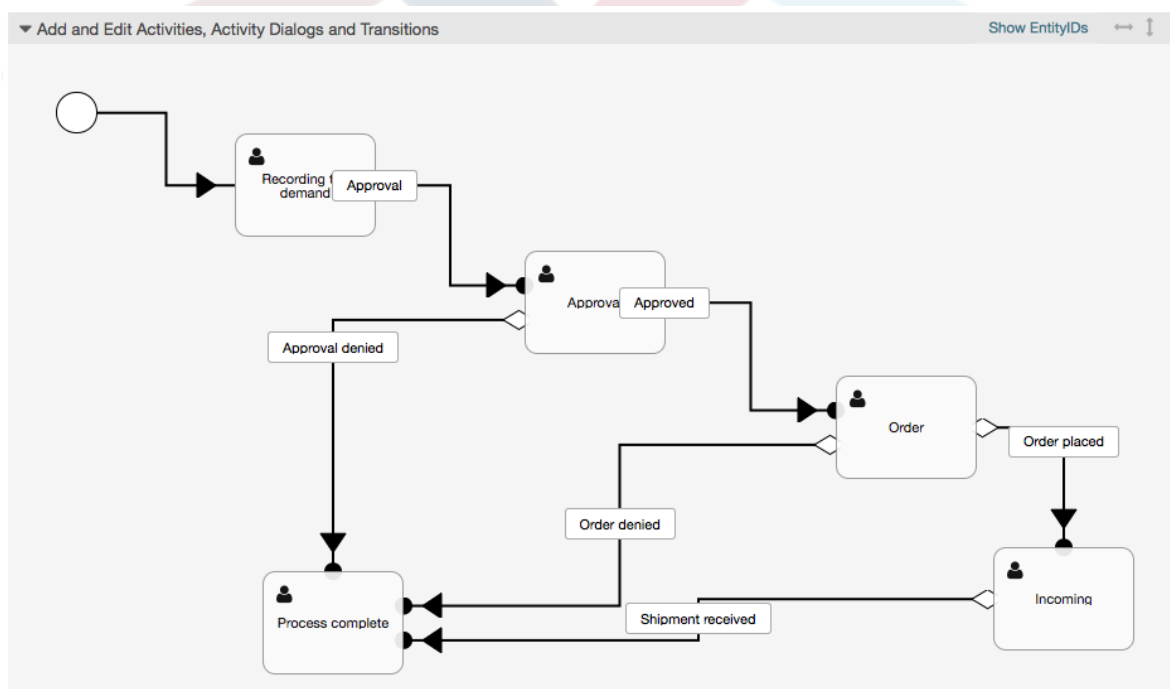 Add and Edit Activities, Activity Dialogs and Transitions
Show EntityIDs
Recording
demand
Approval
Approva
Approved
Approval denied
Order
Order placed
Order denied
Incoming
Process complete
Shipment received